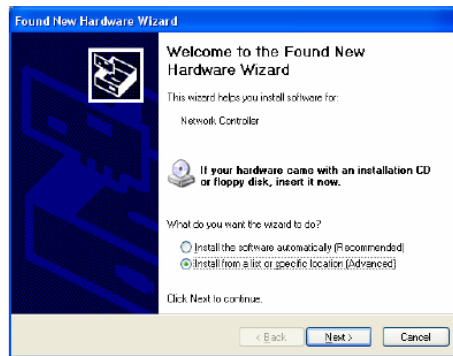 Found New Hardware Wizard
Welcome to the Found New
Hardware Wizard
This wizard helps you install software for:
Network Controller
If your hardware came with an installation CD
or floppy disk, insert it now.
What do you want the wizard to do?
Install the software automatically (Recommended)
Install from a list or specific location (Advanced)
Click Next to continue.
< Back
Next >
Cancel